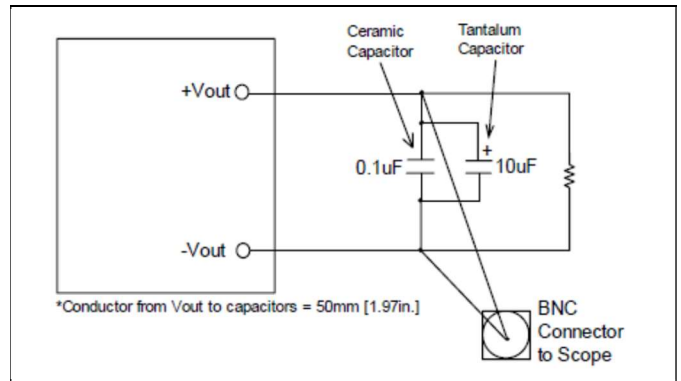 Ceramic
Capacitor
Tantalum
Capacitor
+Vout
+
0.1uF
10uF
-Vout
*Conductor from Vout to capacitors = 50mm [1.97in.]
BNC
Connector
to Scope